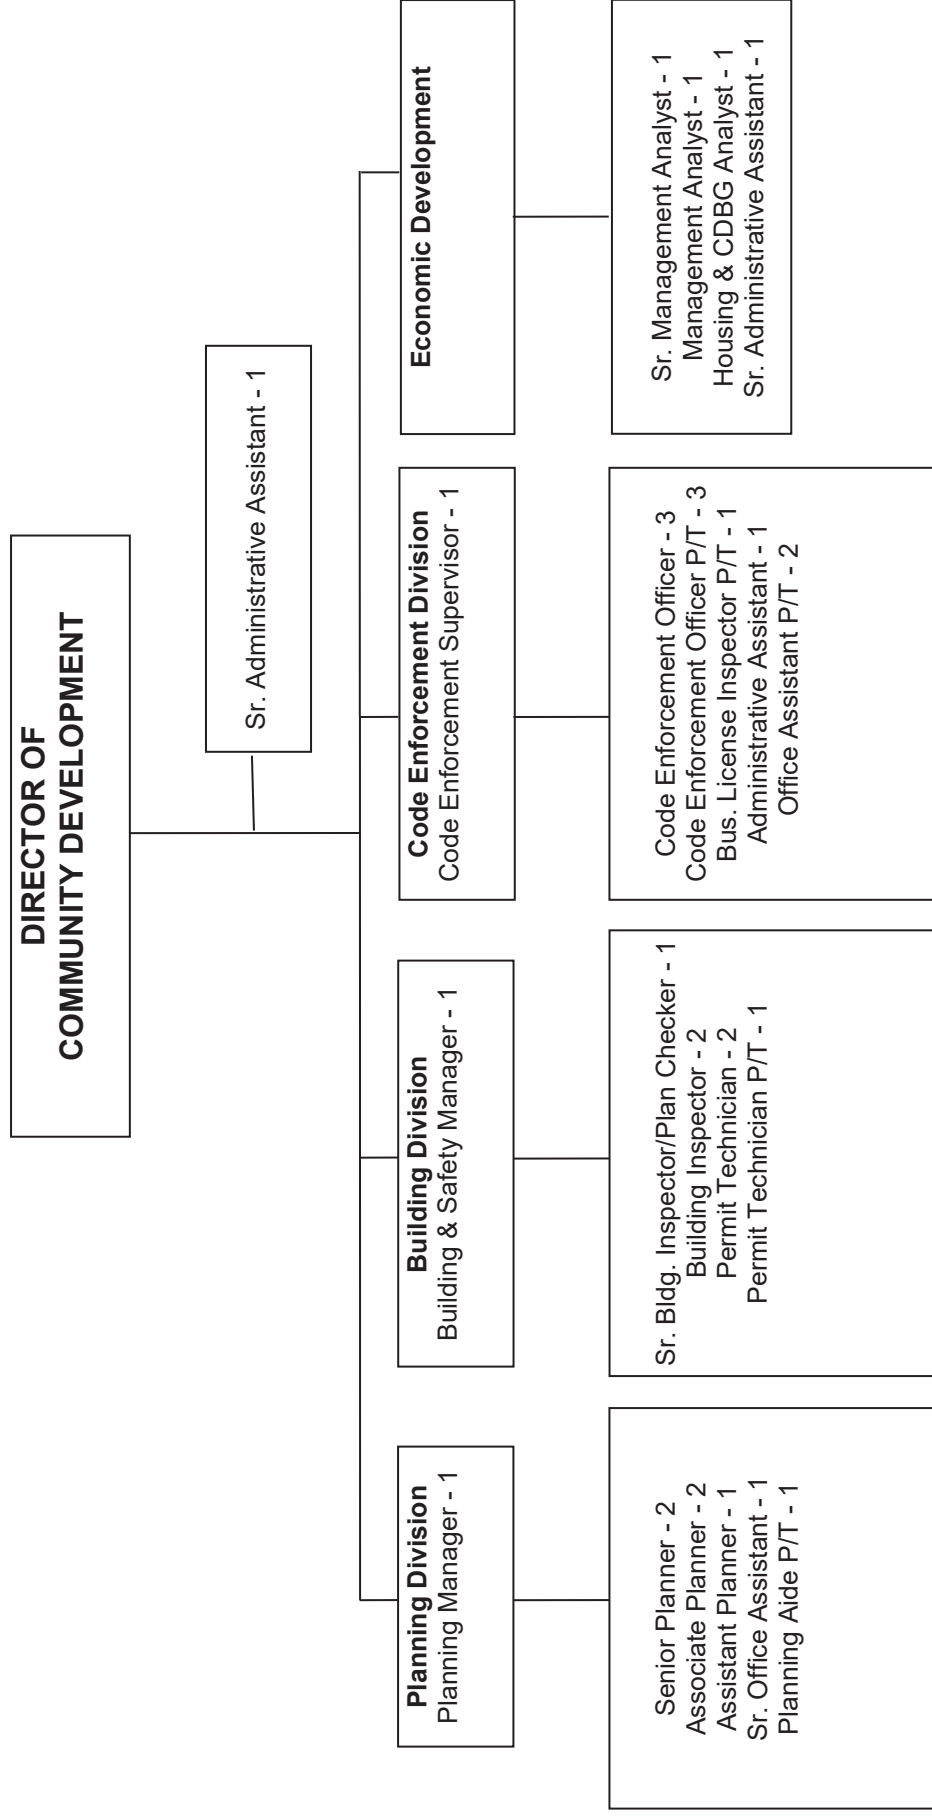 DIRECTOR OF
COMMUNITY DEVELOPMENT
Sr. Administrative Assistant - 1
Planning Division
Planning Manager - 1
Building Division
Building & Safety Manager - 1
Code Enforcement Division
Code Enforcement Supervisor - 1
Economic Development
Senior Planner - 2
Associate Planner - 2
Assistant Planner - 1
Sr. Office Assistant - 1
Planning Aide P/T - 1
Sr. Bldg. Inspector/Plan Checker - 1
Building Inspector - 2
Permit Technician - 2
Permit Technician P/T - 1
Code Enforcement Officer - 3
Code Enforcement Officer P/T - 3
Bus. License Inspector P/T - 1
Administrative Assistant - 1
Office Assistant P/T - 2
Sr. Management Analyst - 1
Management Analyst - 1
Housing & CDBG Analyst - 1
Sr. Administrative Assistant - 1